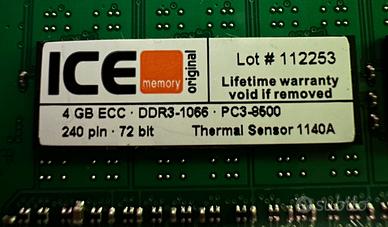 ICE
memory
original
Lot # 112253
Lifetime warranty
void if removed
4 GB ECC · DDR3-1066 · PC3-8500
240 pin · 72 bit Thermal Sensor 1140A
subito